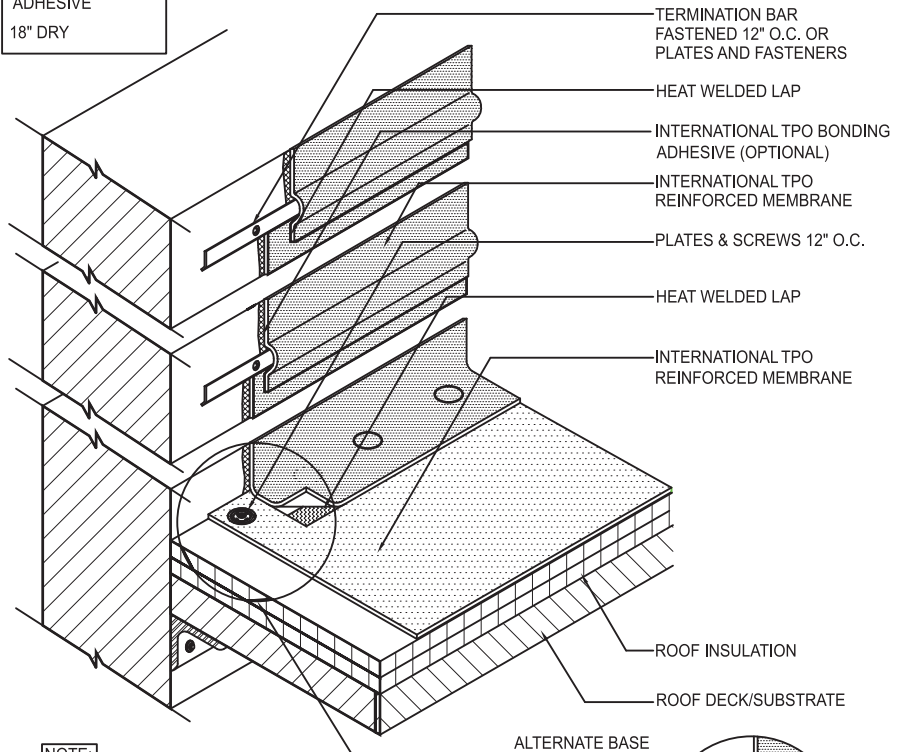 ADHESIVE
18" DRY
TERMINATION BAR
FASTENED 12" O.C. OR
PLATES AND FASTENERS
HEAT WELDED LAP
INTERNATIONAL TPO BONDING
ADHESIVE (OPTIONAL)
INTERNATIONAL TPO
REINFORCED MEMBRANE
PLATES & SCREWS 12" O.C.
HEAT WELDED LAP
INTERNATIONAL TPO
REINFORCED MEMBRANE
ROOF INSULATION
ROOF DECK/SUBSTRATE
ALTERNATE BASE
NOTE: